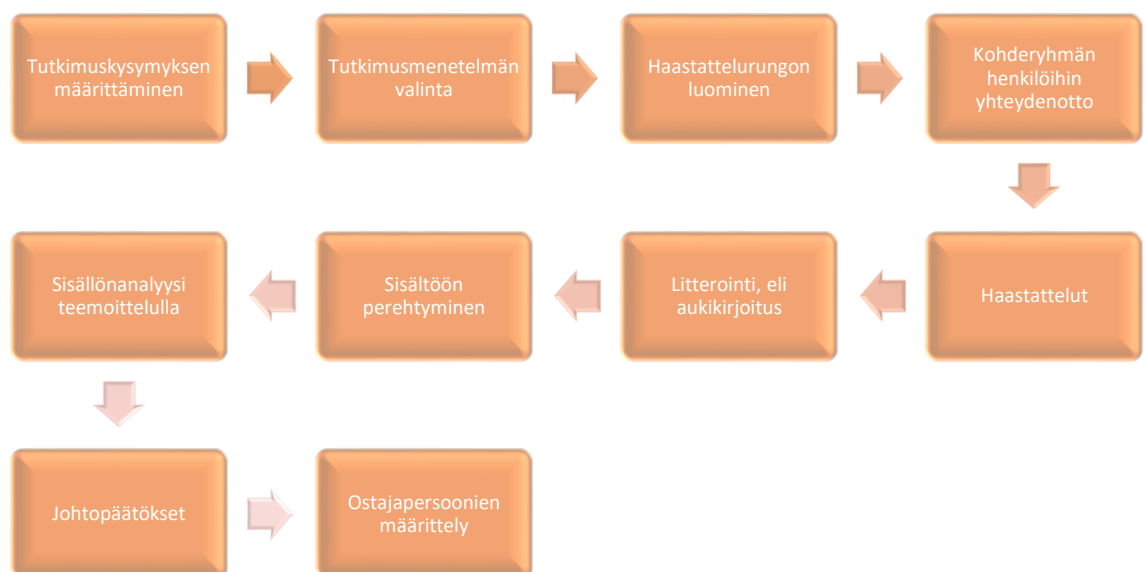 Tutkimuskysymyksen
määrittäminen
Tutkimusmenetelmän
valinta
Haastattelurungon
luominen
Kohderyhmän
henkilöihin
yhteydenotto
Haastattelut
Litterointi, eli
aukikirjoitus
Sisältöön
perehtyminen
Sisällönanalyysi
teemoittelulla
Johtopäätökset
Ostajapersoonien
määrittely